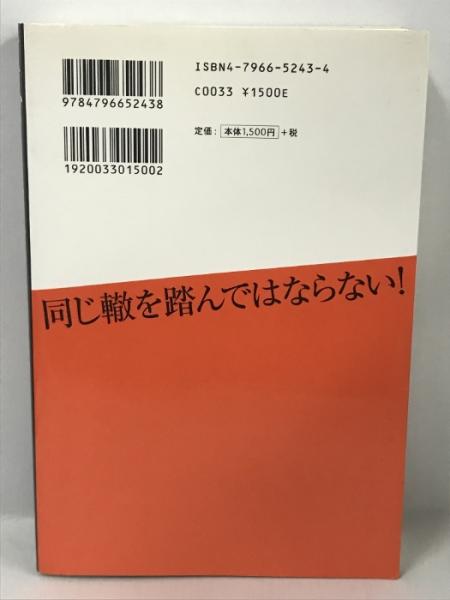 ISBN4-7966-5243-4
9784796652438
C0033 ¥1500E
定価： 本体1,500円 +税
1920033015002
同じ轍を踏んではならない！